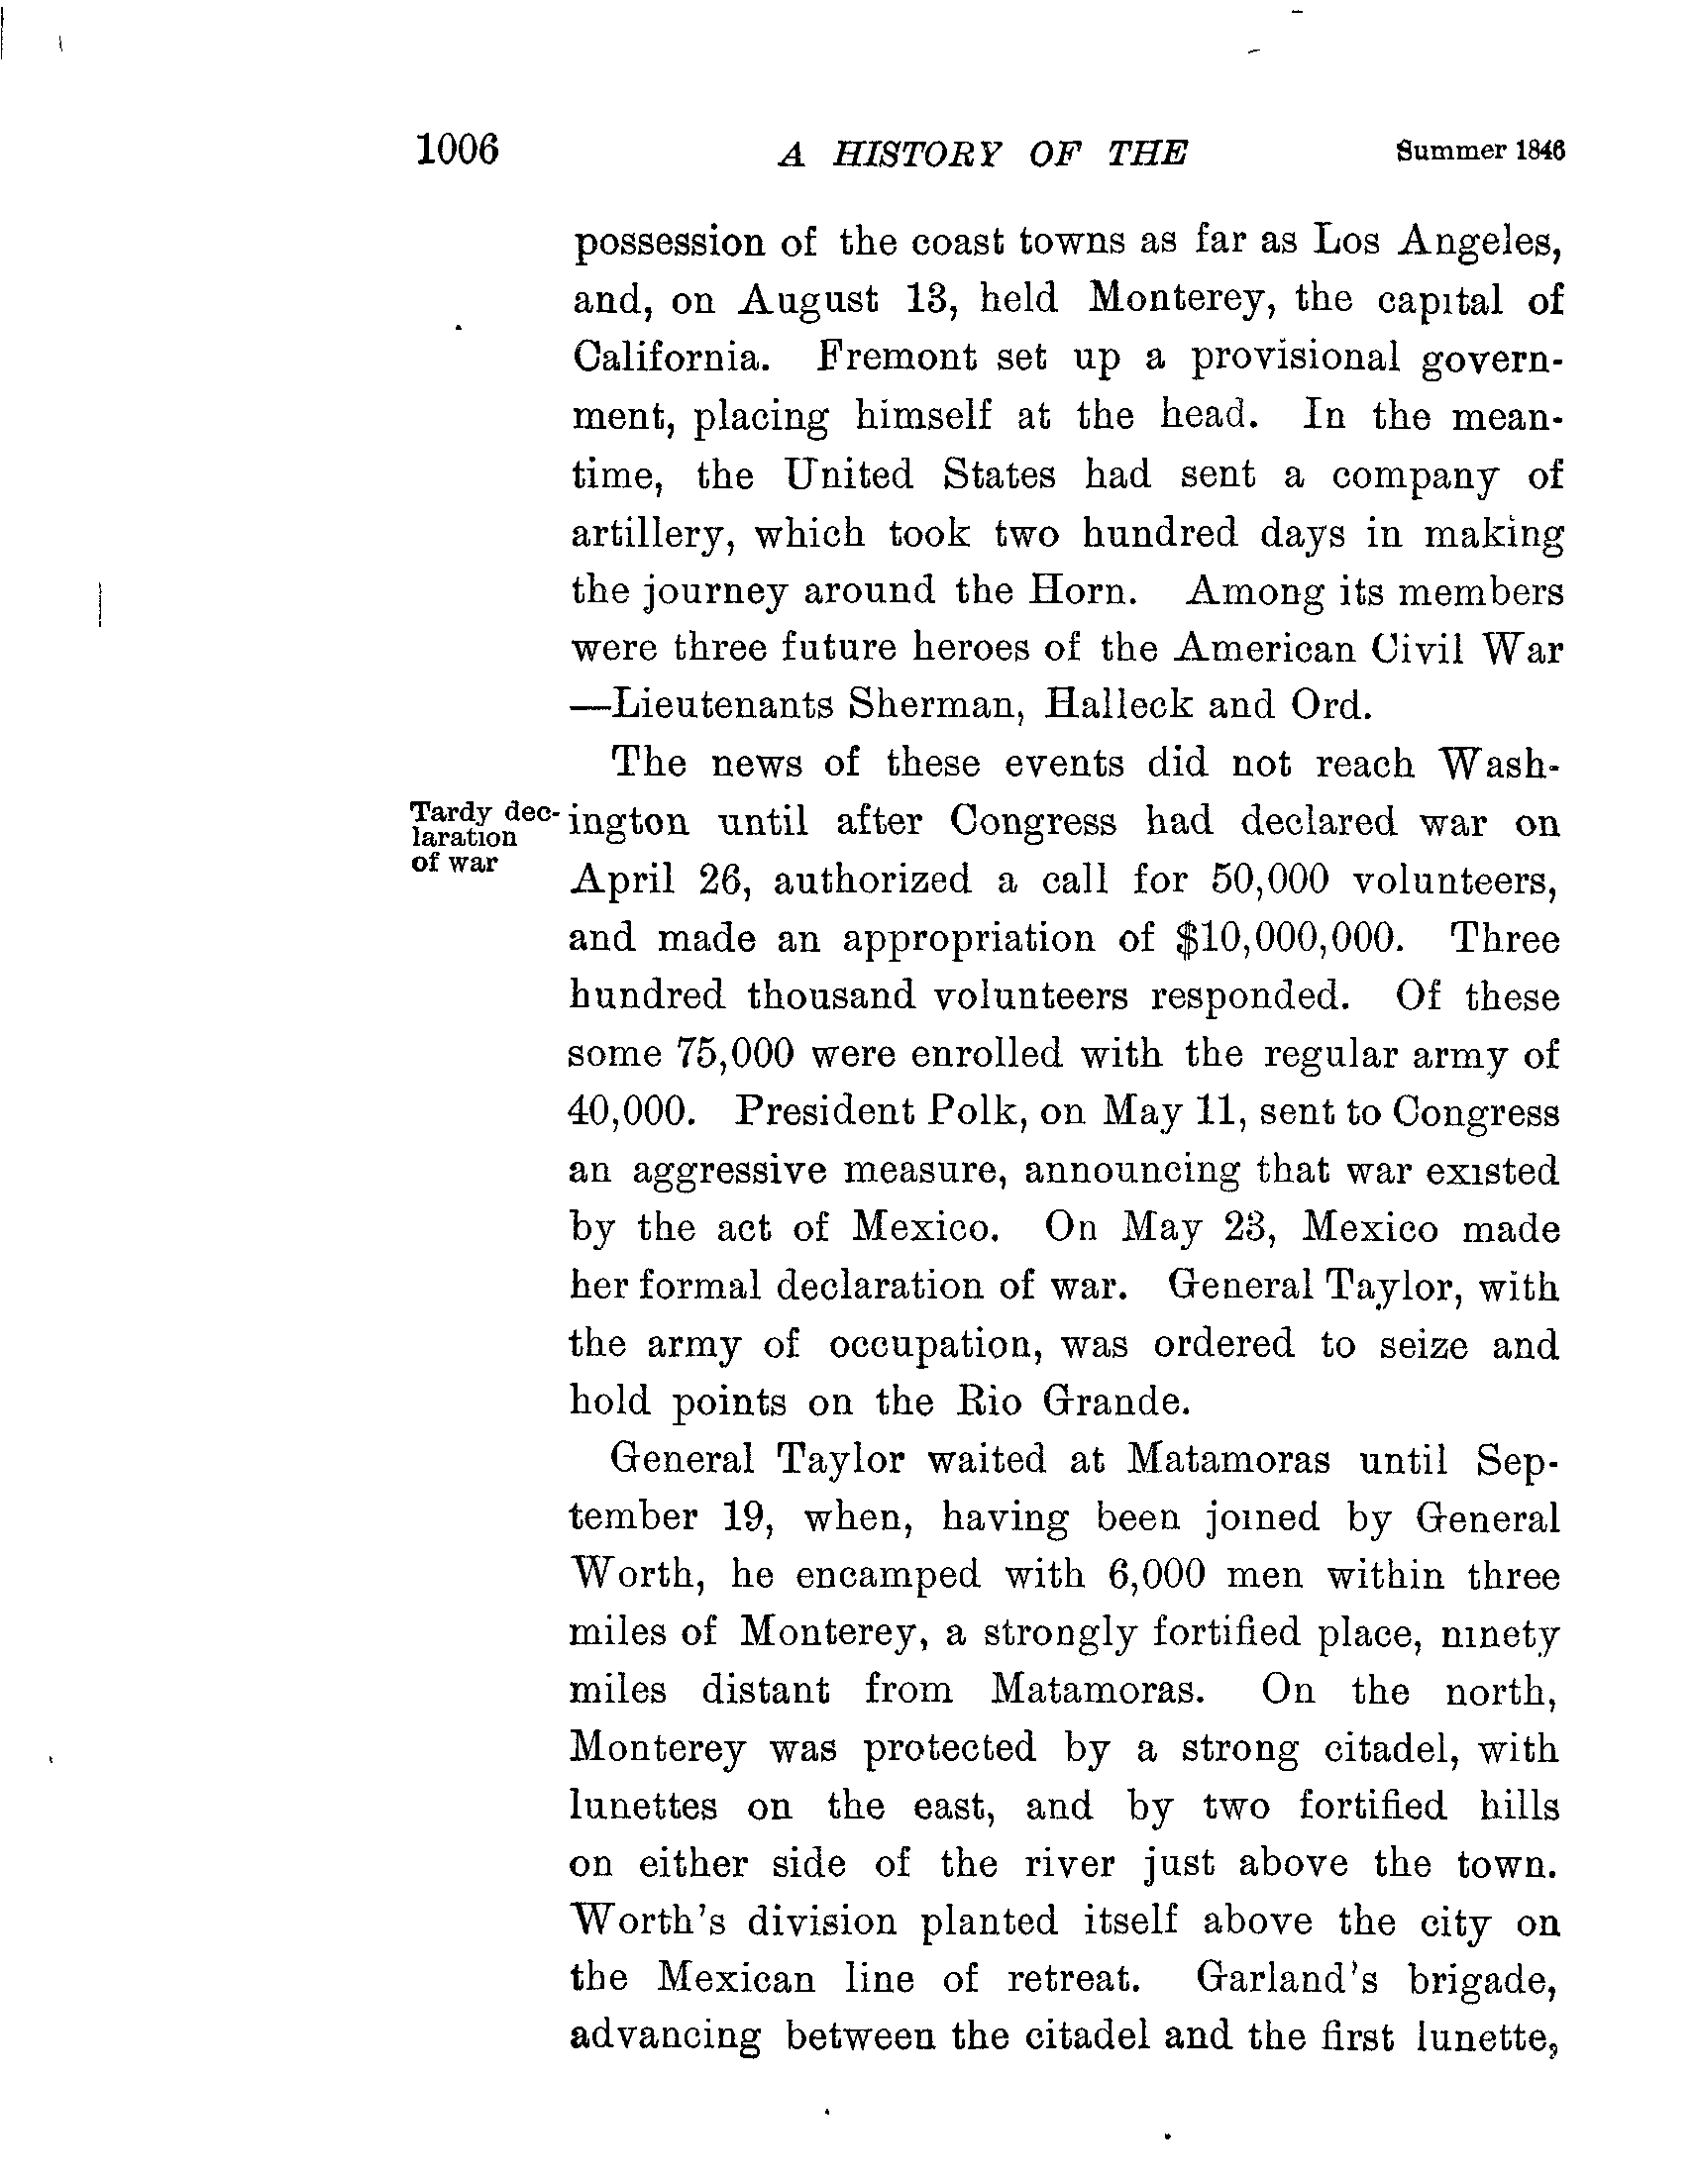 1006
A HISTORY OF THE
Summer 1846
possession of the coast towns as far as Los Angeles,
and, on August 13, held Monterey, the capital of
California. Fremont set up a provisional govern-
ment, placing himself at the head. In the mean-
time, the United States had sent a company of
artillery, which took two hundred days in making
the journey around the Horn. Among its members
were three future heroes of the American Civil War
—Lieutenants Sherman, Halleck and Ord.
The news of these events did not reach Wash-
Tardy dec-
laration
of war
ington until after Congress had declared war on
April 26, authorized a call for 50,000 volunteers,
and made an appropriation of $10,000,000. Three
hundred thousand volunteers responded. Of these
some 75,000 were enrolled with the regular army of
40,000. President Polk, on May 11, sent to Congress
an aggressive measure, announcing that war existed
by the act of Mexico. On May 23, Mexico made
her formal declaration of war. General Taylor, with
the army of occupation, was ordered to seize and
hold points on the Rio Grande.
General Taylor waited at Matamoras until Sep-
tember 19, when, having been joined by General
Worth, he encamped with 6,000 men within three
miles of Monterey, a strongly fortified place, ninety
miles distant from Matamoras. On the north,
Monterey was protected by a strong citadel, with
lunettes on the east, and by two fortified hills
on either side of the river just above the town.
Worth's division planted itself above the city on
the Mexican line of retreat. Garland's brigade,
advancing between the citadel and the first lunette,